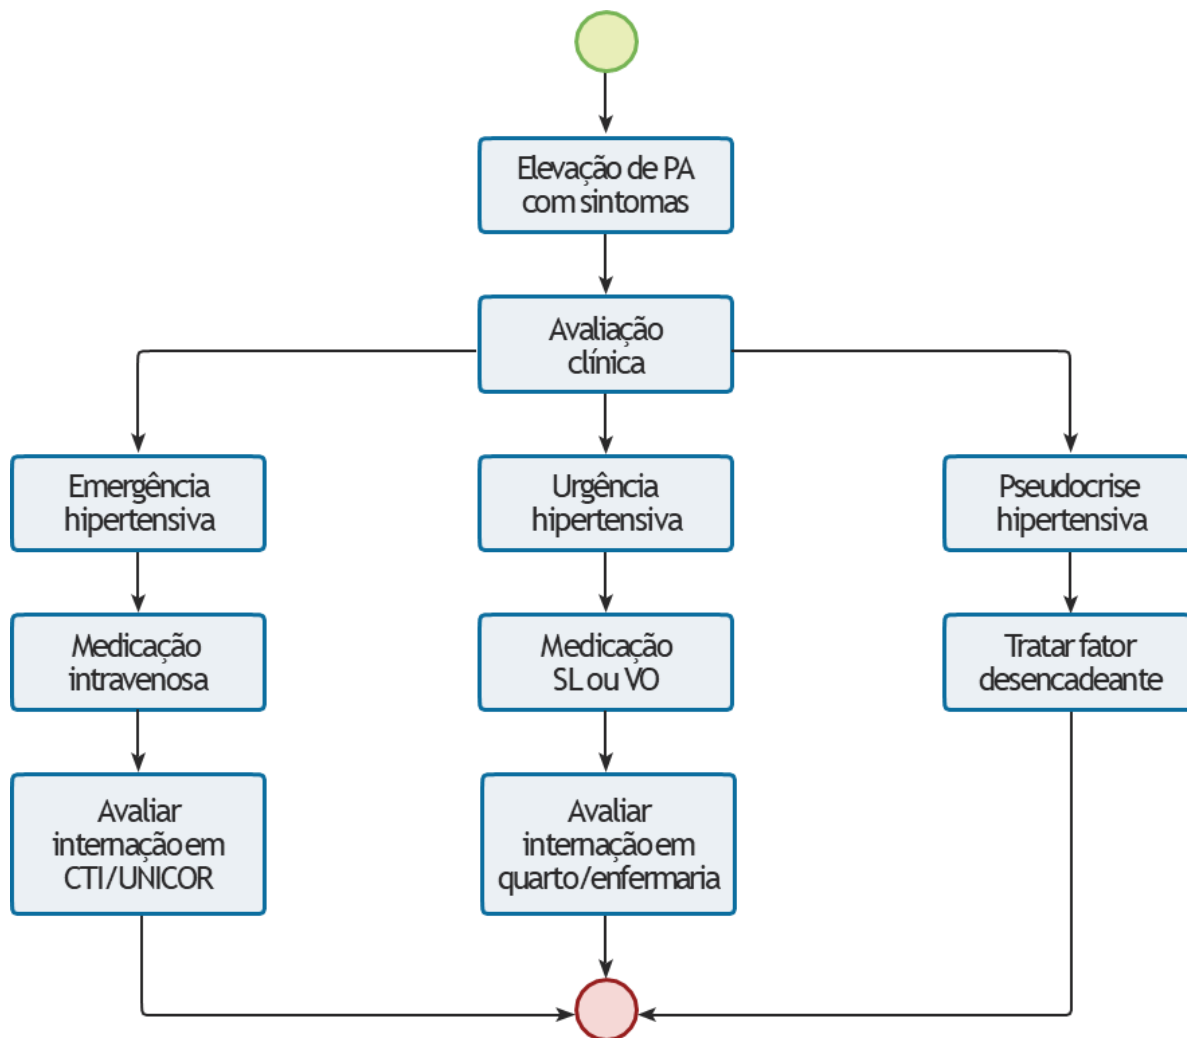 Elevação de PA
com sintomas
Avaliação
clínica
Emergência
hipertensiva
Urgência
hipertensiva
Pseudocrise
hipertensiva
Medicação
intravenosa
Medicação
SL ou VO
Tratar fator
desencadeante
Avaliar
internação em
CTI/UNICOR
Avaliar
internação em
quarto/enfermaria